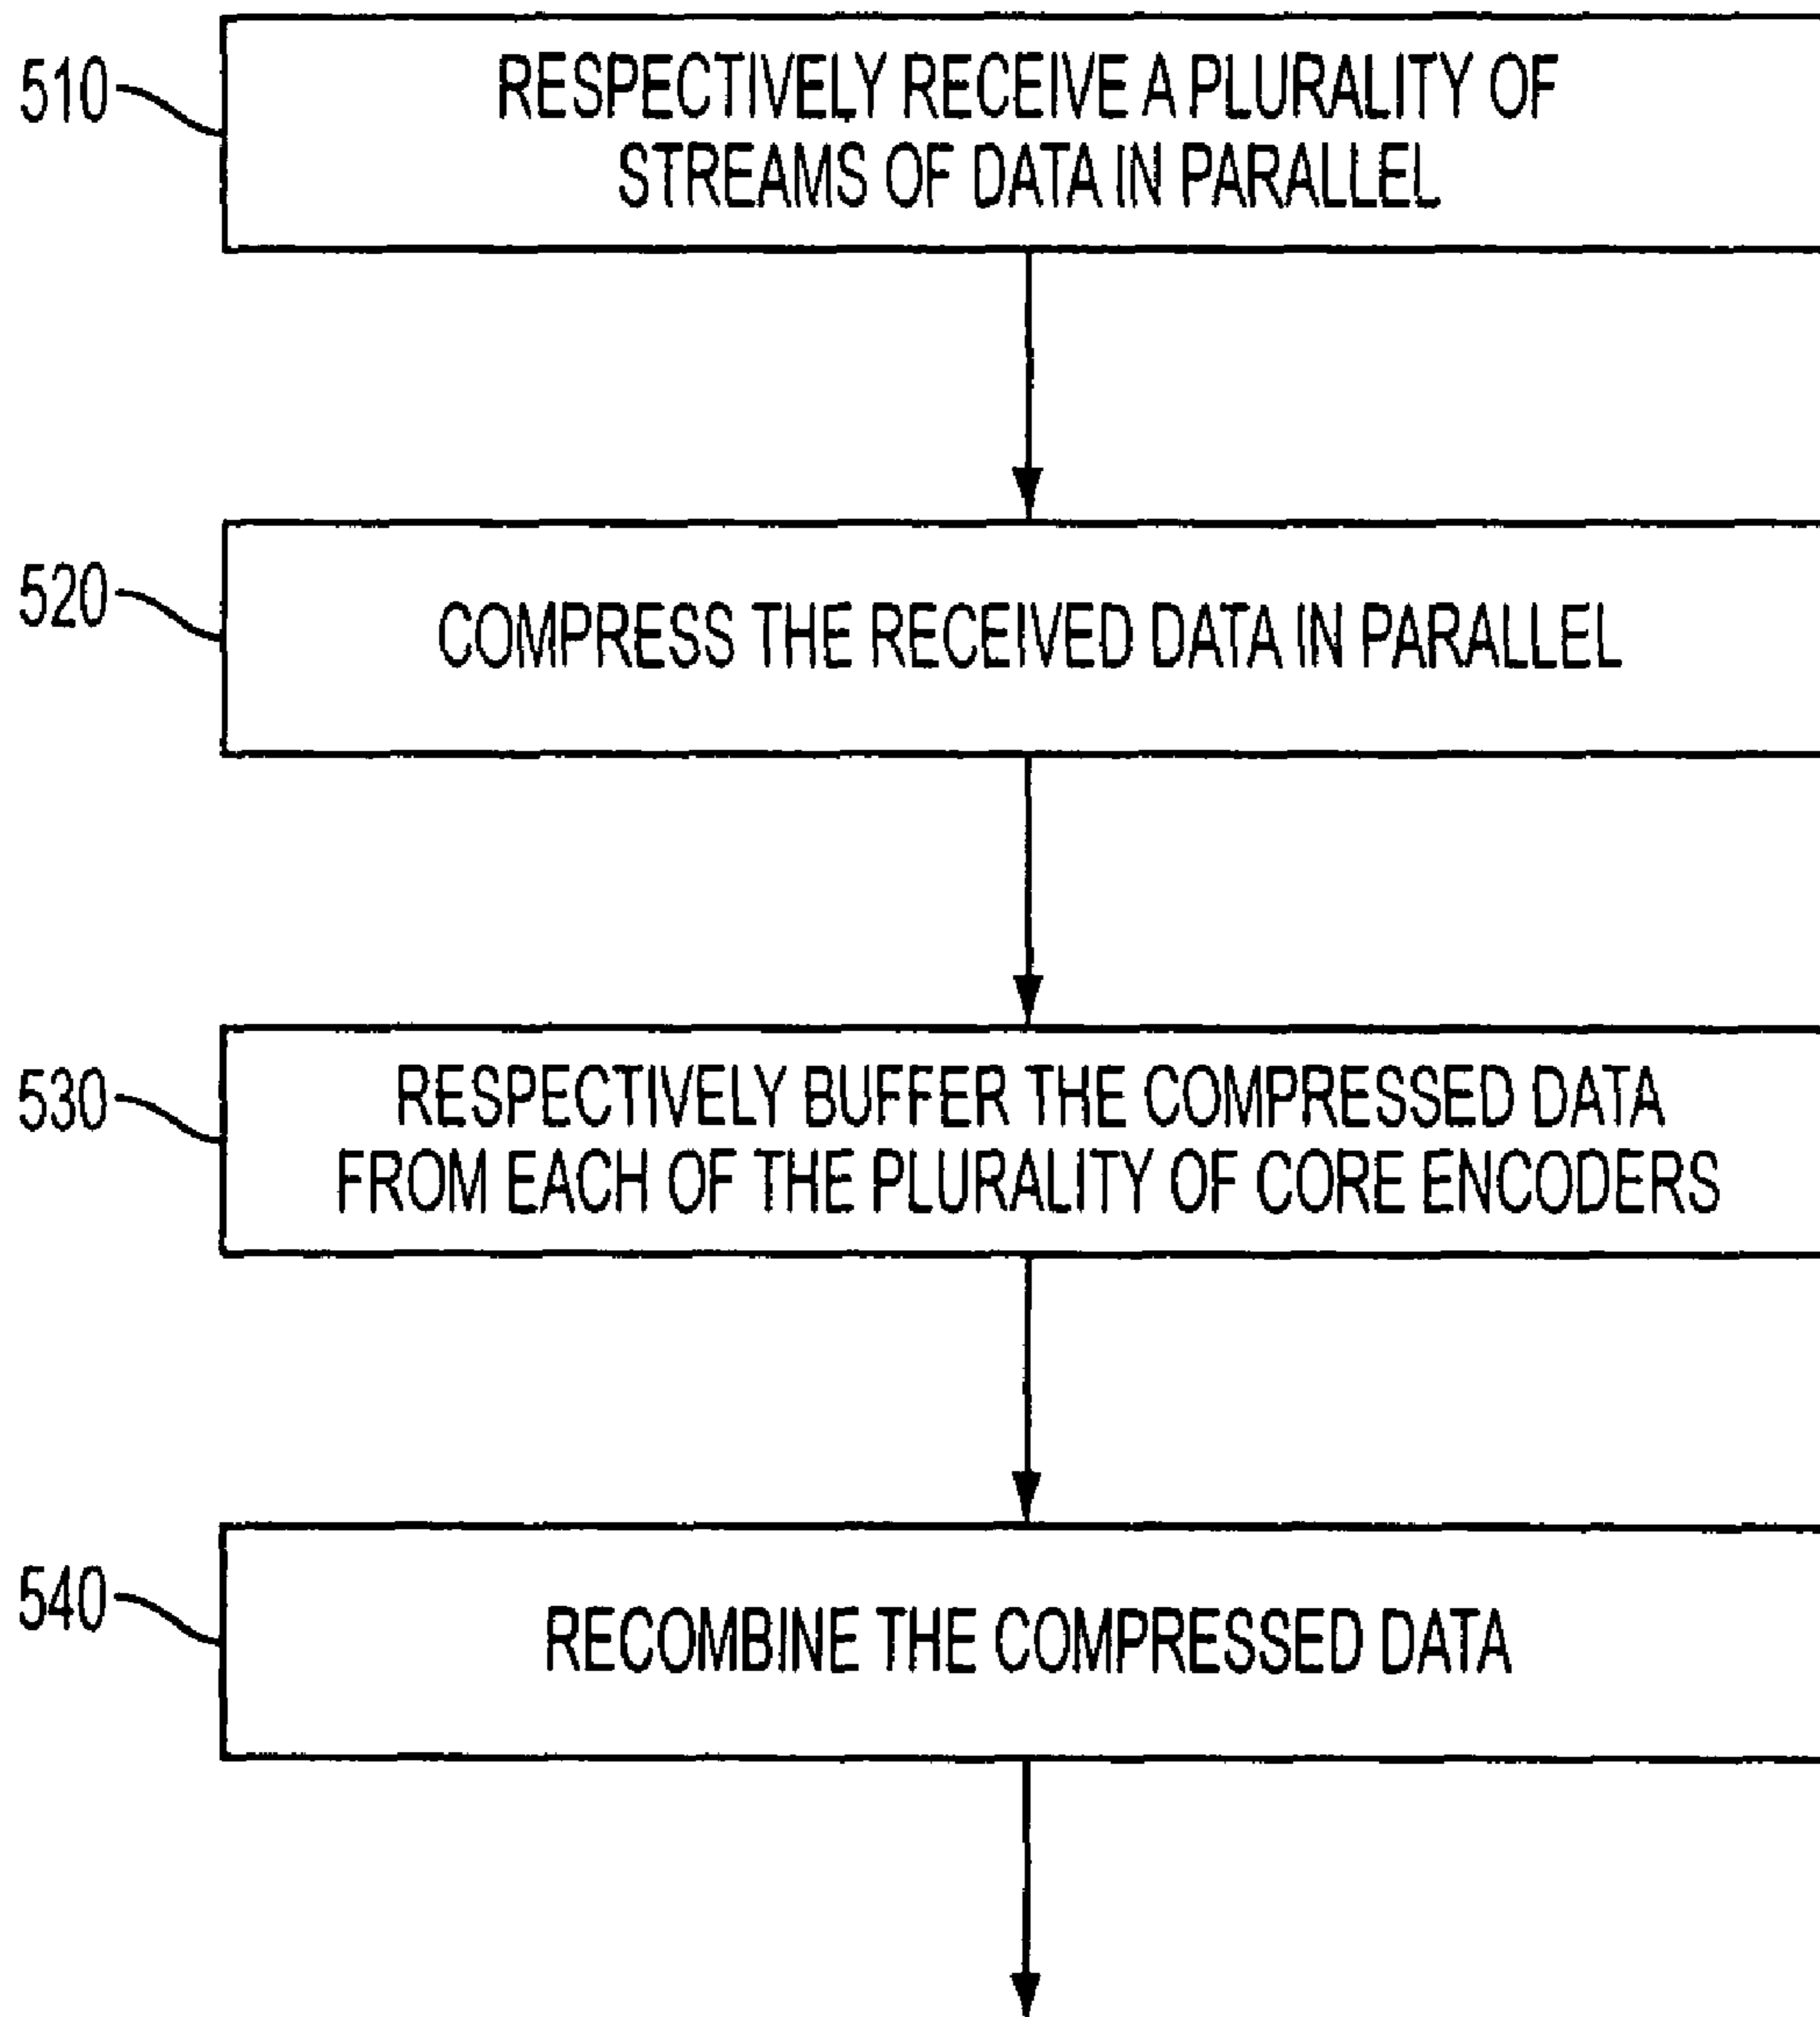 510
RESPECTIVELY RECEIVE A PLURALITY OF
STREAMS OF DATA IN PARALLEL
520
COMPRESS THE RECEIVED DATA IN PARALLEL
530
RESPECTIVELY BUFFER THE COMPRESSED DATA
FROM EACH OF THE PLURALITY OF CORE ENCODERS
540
RECOMBINE THE COMPRESSED DATA